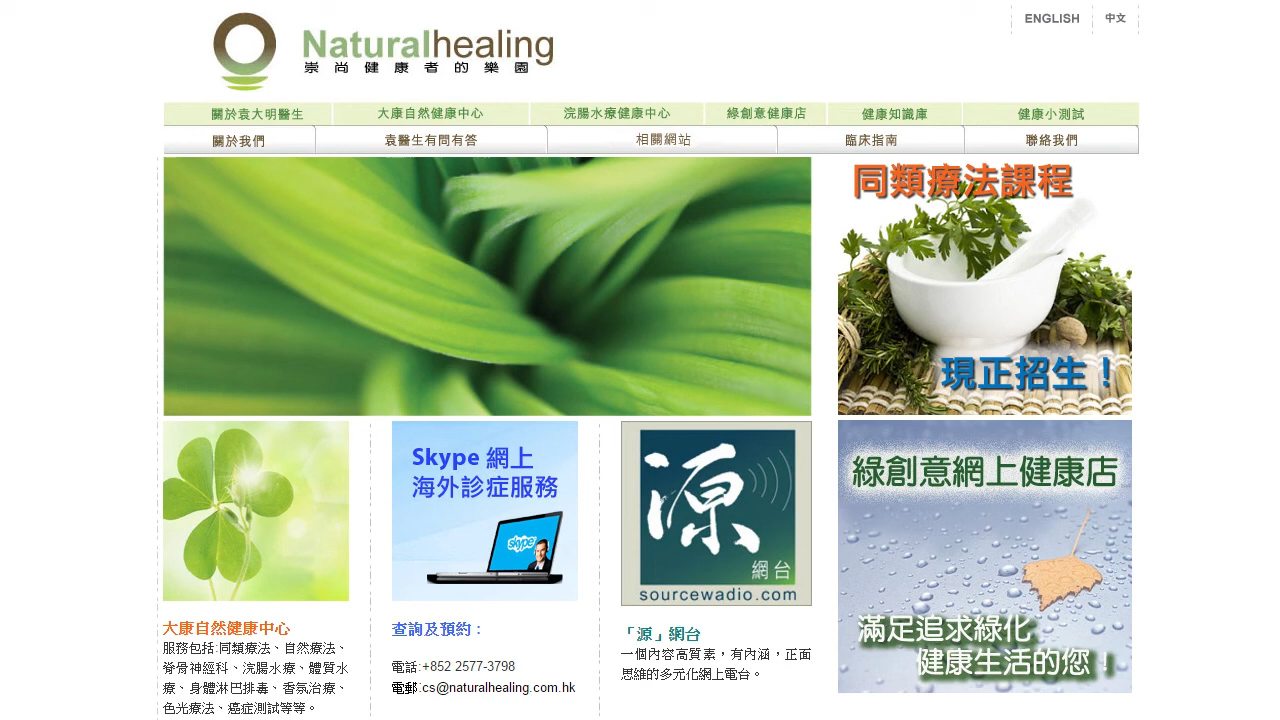 ENGLISH 中文
Naturalhealing
崇尚健康者的樂園
關於袁大明醫生 大康自然健康中心 浣腸水療健康中心 綠創意健康店 健康知識庫 健康小測試
關於我們 袁醫生有問有答 相關網站 臨床指南 聯絡我們
同類療法課程
現正招生！
Skype 網上
海外診症服務
skype
源
網台
sourcewadio.com
綠創意網上健康店
滿足追求綠化
健康生活的您！
大康自然健康中心
服務包括:同類療法、自然療法、
脊骨神經科、浣腸水療、體質水
療、身體淋巴排毒、香氛治療、
色光療法、癌症測試等等。
查詢及預約：
電話:+852 2577-3798
電郵:cs@naturalhealing.com.hk
「源」網台
一個內容高質素，有內涵，正面
思維的多元化網上電台。